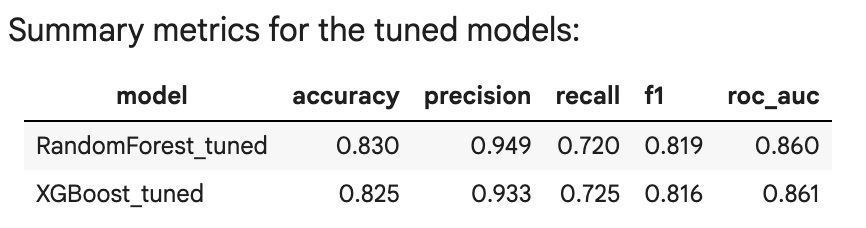 Summary metrics for the tuned models:
model accuracy precision recall f1 roc_auc
RandomForest_tuned 0.830 0.949 0.720 0.819 0.860
XGBoost_tuned 0.825 0.933 0.725 0.816 0.861